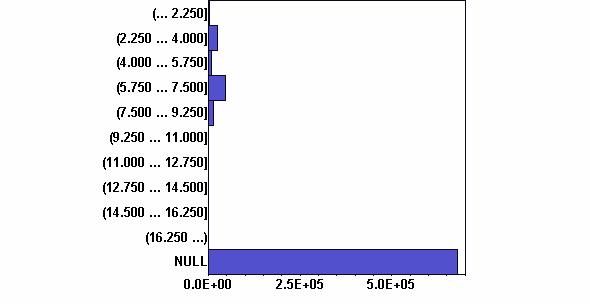 (... 2.250]
(2.250 ... 4.000]
(4.000 ... 5.750]
(5.750 ... 7.500]
(7.500 ... 9.250]
(9.250 ... 11.000]
(11.000 ... 12.750]
(12.750 ... 14.500]
(14.500 ... 16.250]
(16.250 ...)
NULL
0.0E+00 2.5E+05 5.0E+05